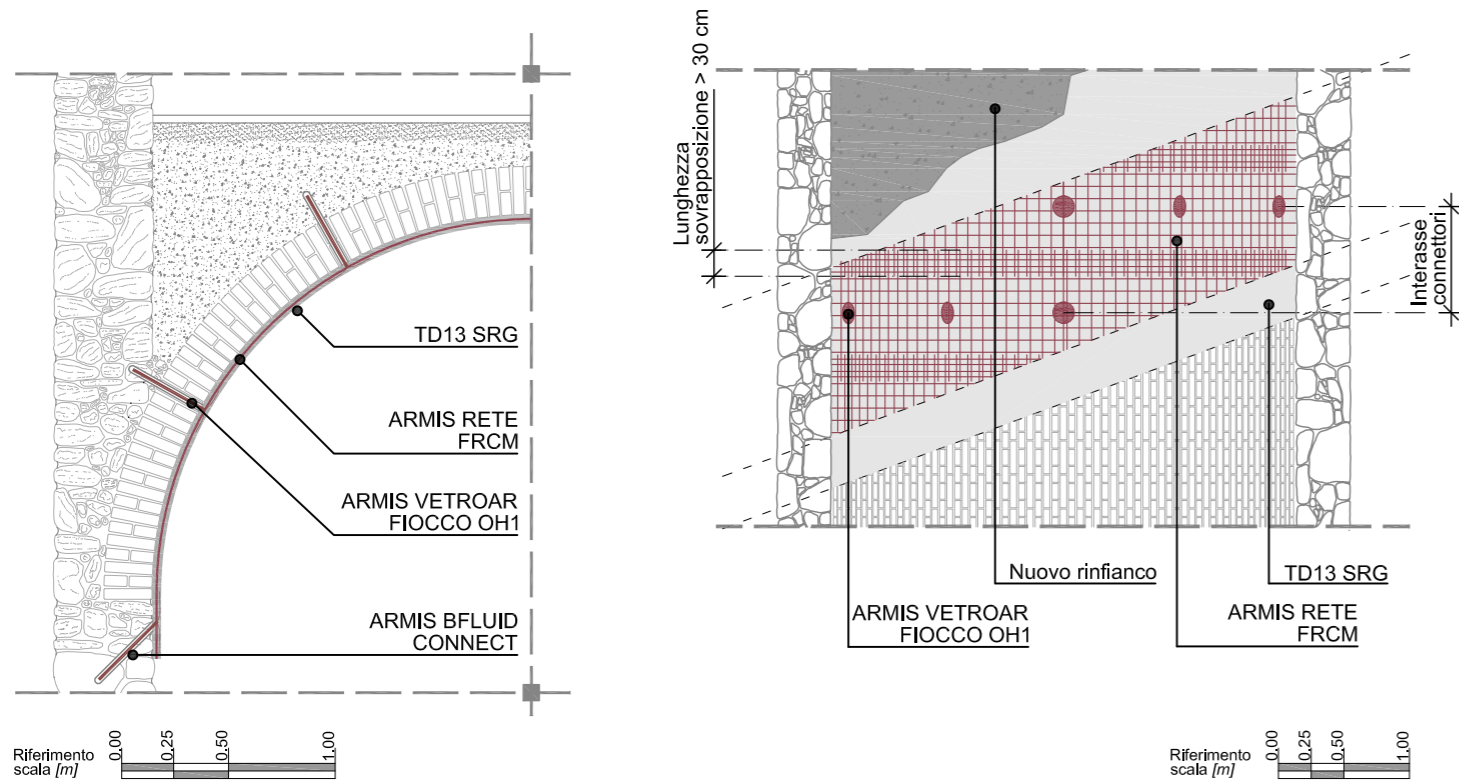 TD13 SRG
ARMIS RETE
FRCM
ARMIS VETROAR
FIOCCO OH1
ARMIS BFLUID
CONNECT
Riferimento
scala [m]
0.00
0.25
0.50
1.00
Lunghezza
sovrapposizione > 30 cm
Interasse
connettori
Nuovo rinfianco
TD13 SRG
ARMIS VETROAR
FIOCCO OH1
ARMIS RETE
FRCM
Riferimento
scala [m]
0.00
0.25
0.50
1.00